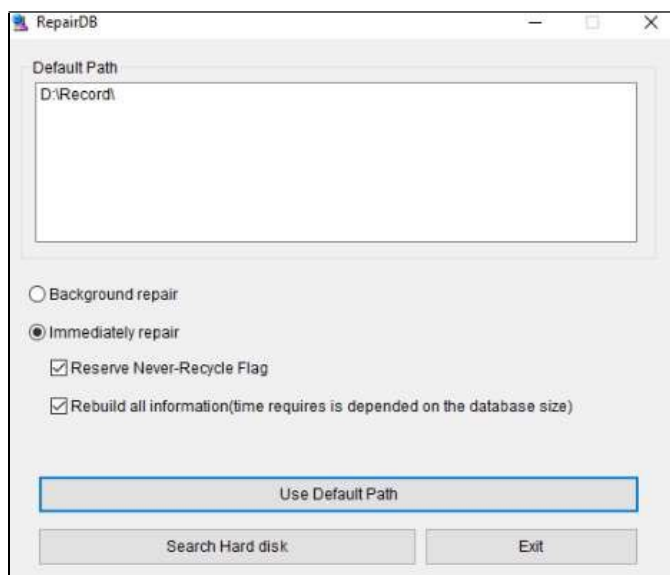 RepairDB
Default Path
D:\Record\
Background repair
Immediately repair
Reserve Never-Recycle Flag
Rebuild all information(time requires is depended on the database size)
Use Default Path
Search Hard disk
Exit